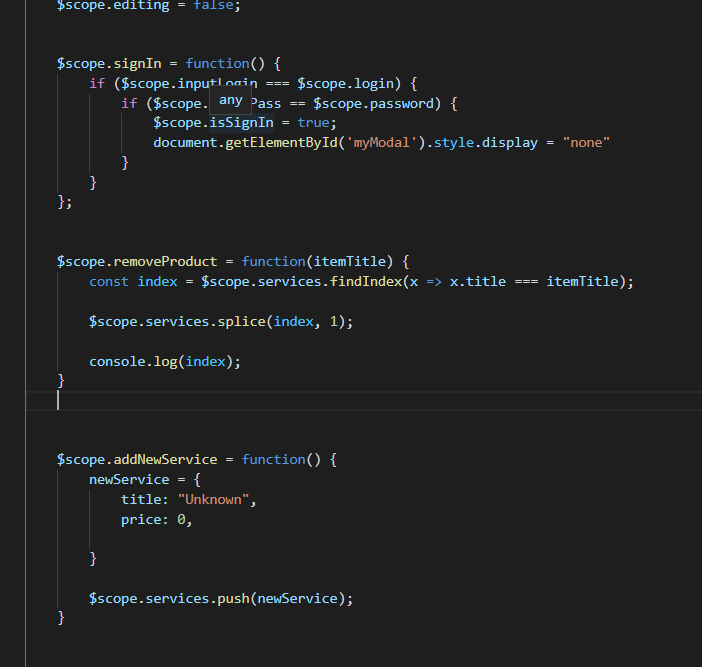 $scope.editing = false;
$scope.signIn = function() {
if ($scope.inputLogin === $scope.login) {
any
if ($scope. Pass == $scope.password) {
$scope.isSignIn = true;
document.getElementById('myModal').style.display = "none"
}
}
};
$scope.removeProduct = function(itemTitle) {
const index = $scope.services.findIndex(x => x.title === itemTitle);
$scope.services.splice(index, 1);
console.log(index);
}
$scope.addNewService = function() {
newService = {
title: "Unknown",
price: 0,
}
$scope.services.push(newService);
}